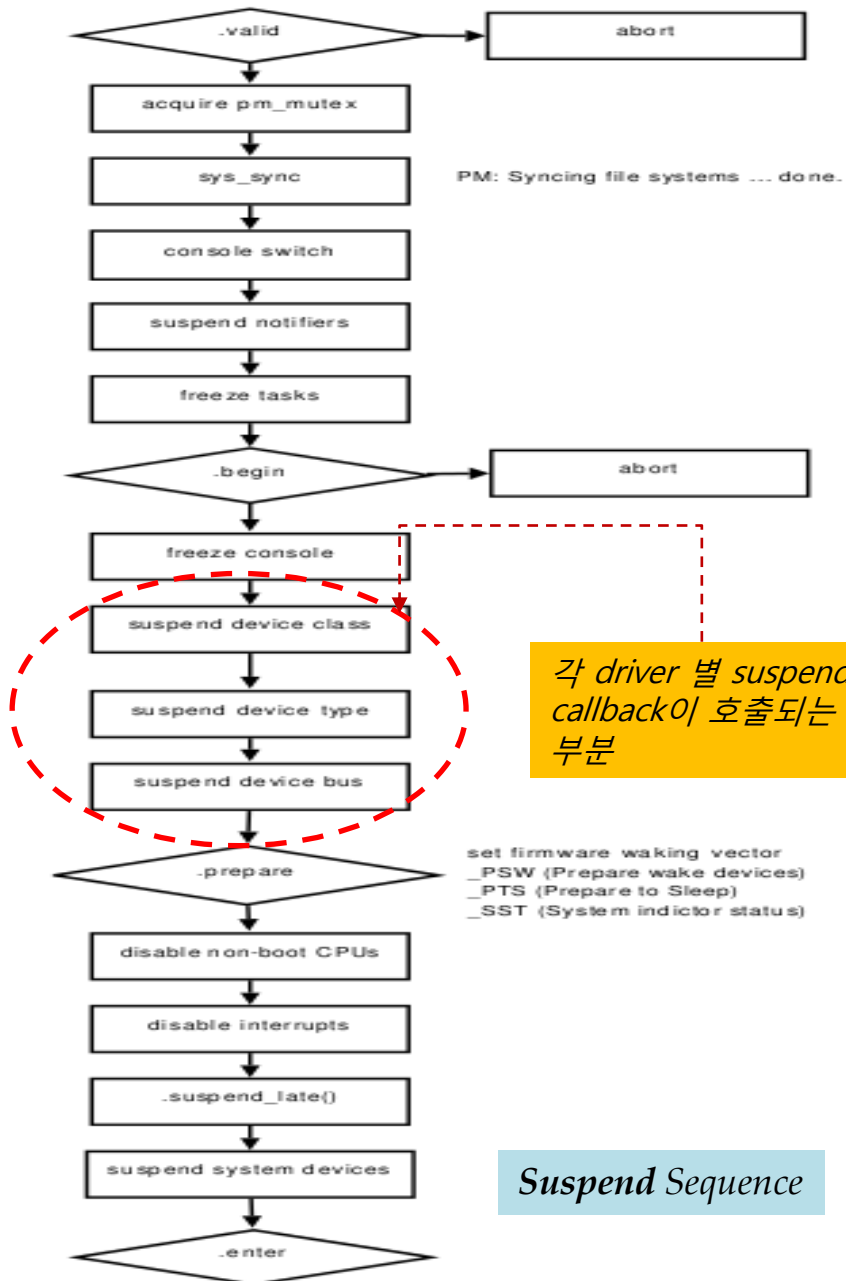 .valid
abort
acquire pm_mutex
sys_sync
PM: Syncing file systems ... done.
console switch
suspend notifiers
freeze tasks
.begin
abort
freeze console
suspend device class
각 driver 별 suspend
callback이 호출되는
부분
suspend device type
suspend device bus
.prepare
set firmware waking vector
_PSW (Prepare wake devices)
_PTS (Prepare to Sleep)
_SST (System indictor status)
disable non-boot CPUs
disable interrupts
.suspend_late()
suspend system devices
Suspend Sequence
.enter